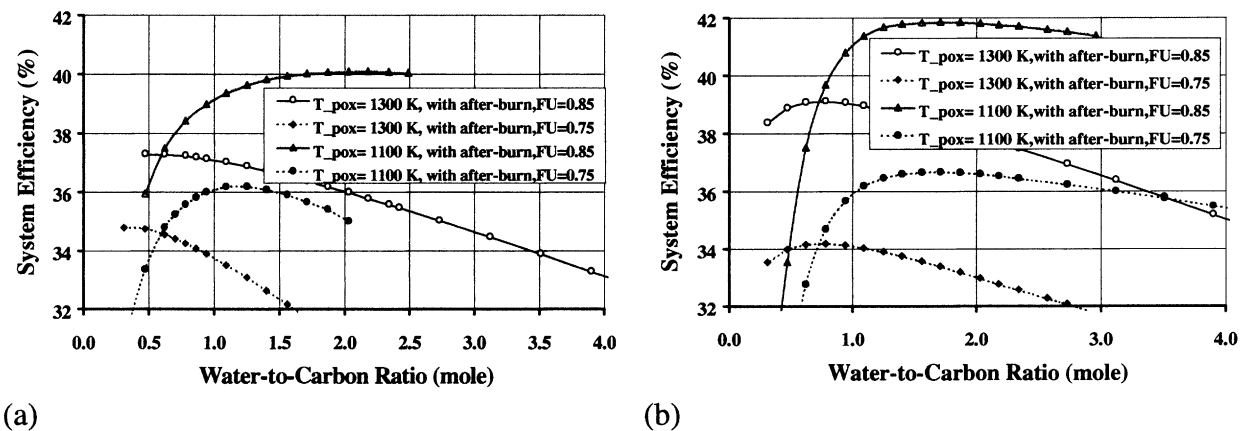 System Efficiency (%)
42
40
38
36
34
32
T_pox= 1300 K, with after-burn,FU=0.85
T_pox= 1300 K, with after-burn,FU=0.75
T_pox= 1100 K, with after-burn,FU=0.85
T_pox= 1100 K, with after-burn,FU=0.75
0.0 0.5 1.0 1.5 2.0 2.5 3.0 F.5 4.0
Water-to-Carbon Ratio (mole)
(a)
System Efficiency (%)
42
40
38
36
34
32
T_pox= 1300 K,with after-burn,FU=0.85
T_pox= 1300 K,with after-burn,FU=0.75
T_pox= 1100 K,with after-burn,FU=0.85
T_pox= 1100 K,with after-burn,FU=0.75
0.0 1.0 2.0 3.0 4.0
Water-to-Carbon Ratio (mole)
(b)